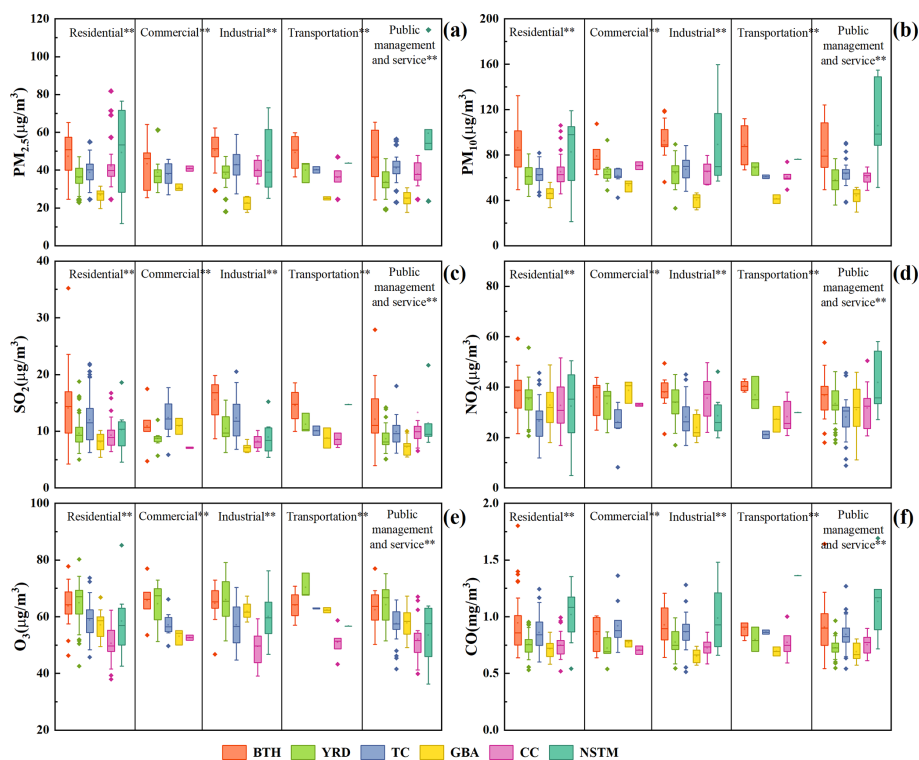 Residential** Commercial** Industrial** Transportation** Public management and service** (a)
PM2.5(μg/m³)
120
100
80
60
40
20
0
Residential** Commercial** Industrial** Transportation** Public management and service** (b)
PM10(μg/m³)
200
160
120
80
40
0
Residential** Commercial** Industrial** Transportation** Public management and service** (c)
SO2(μg/m³)
40
30
20
10
0
Residential** Commercial** Industrial** Transportation** Public management and service** (d)
NO2(μg/m³)
80
60
40
20
0
Residential** Commercial** Industrial** Transportation** Public management and service** (e)
O3(μg/m³)
100
80
60
40
20
Residential** Commercial** Industrial** Transportation** Public management and service** (f)
CO(mg/m³)
2.0
1.5
1.0
0.5
0.0
BTH YRD TC GBA CC NSTM